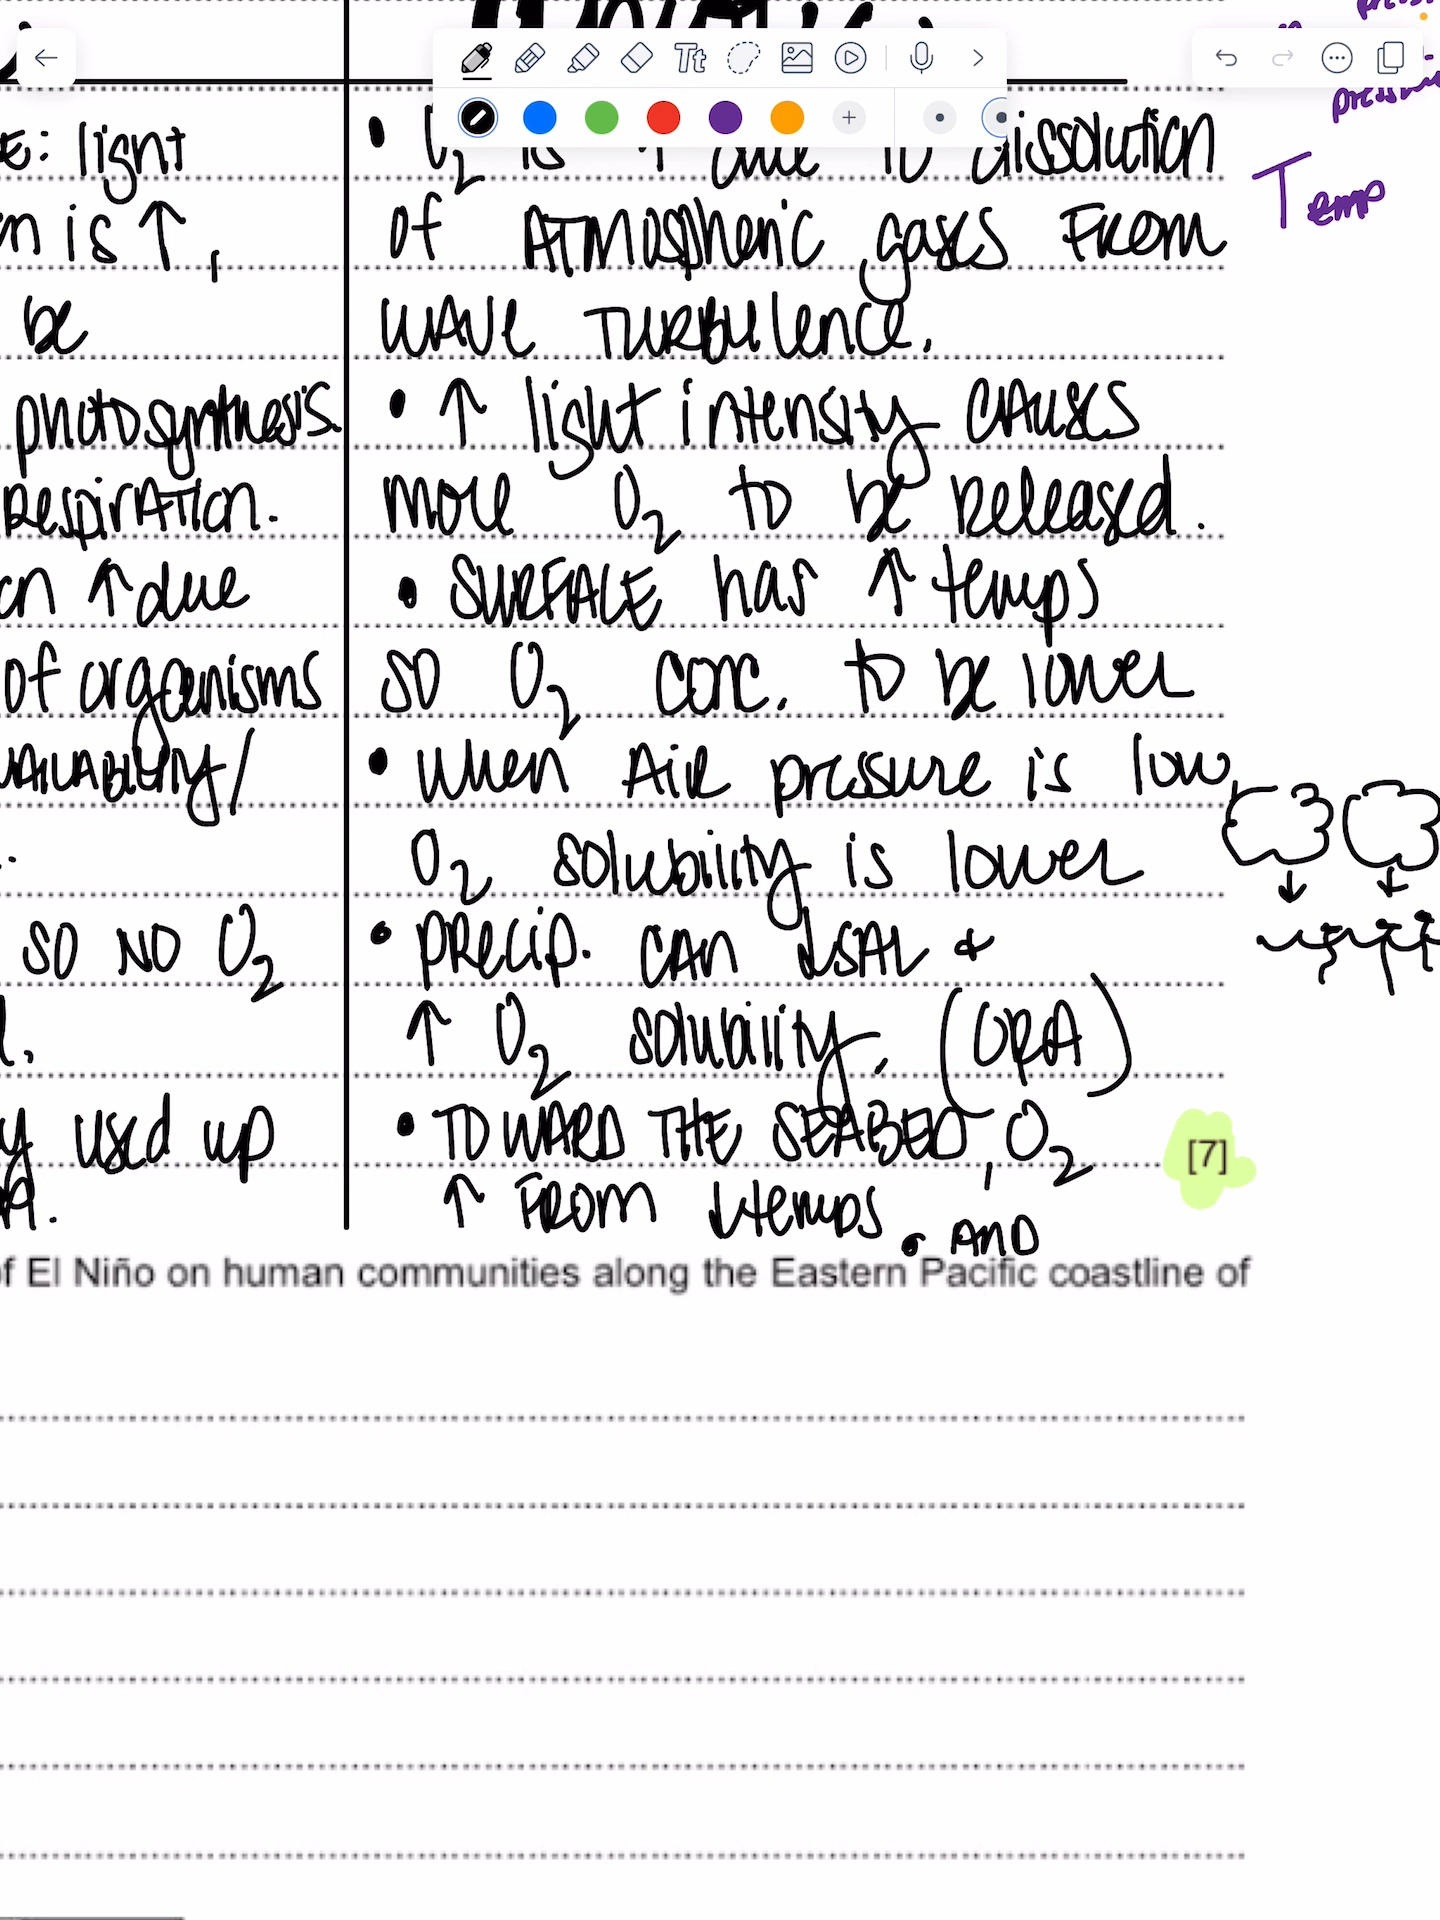 E: light
n is ↑,
be
photosynthesis.
Respiration.
on ↑ due
of organisms
availability/
SO NO O2
used up
• O2 is ↑ due to dissolution
of ATMospheric gases FROM
WAVE TURBulence.
• ↑ light intensity CAUSES
more O2 to be Released.
• SURFACE has ↑ temps
SO O2 conc. to be lower
• When AiR pressure is low,
O2 solubility is lower
• PRecip. CAN ↓SAL +
↑ O2 solubility. (ORA)
• TOWARD THE SEABED, O2
↑ FROM ↓temps • AND
[7]
Temp
of El Niño on human communities along the Eastern Pacific coastline of
Tt